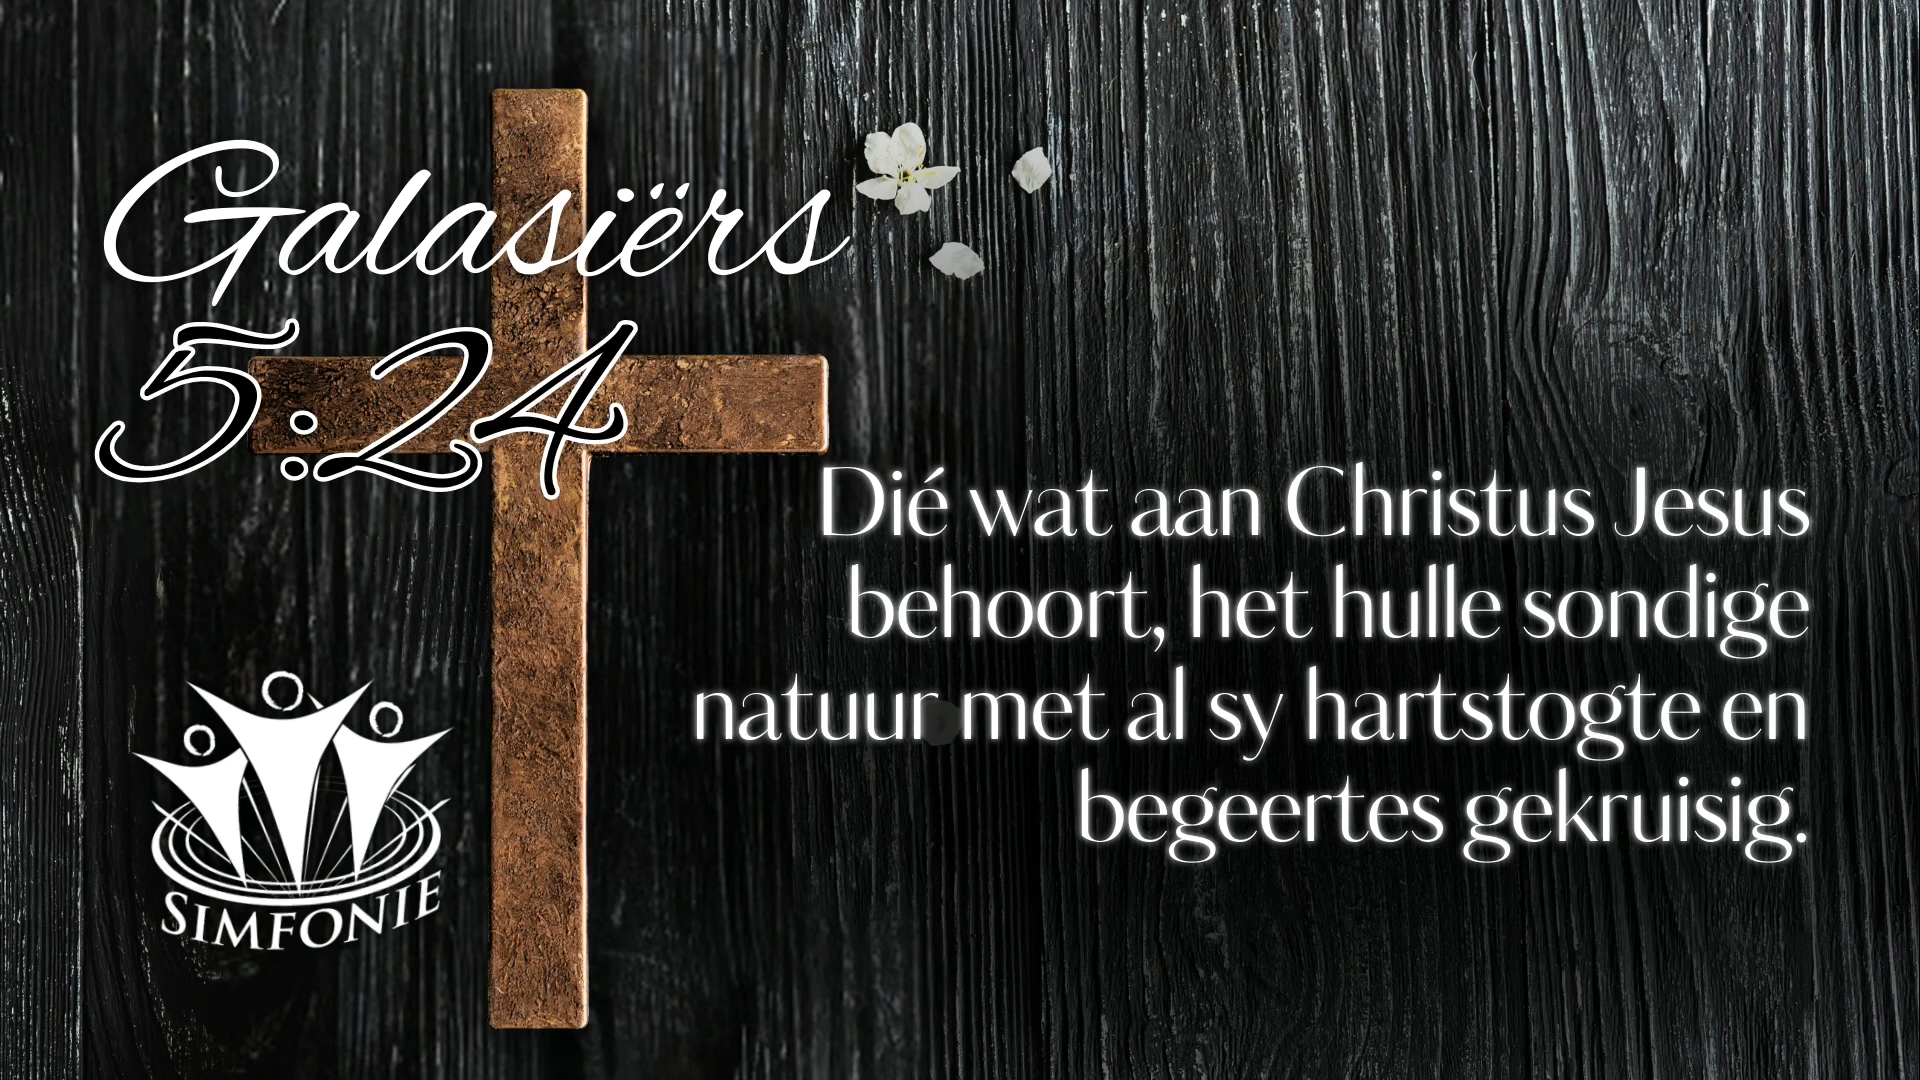 Galasiërs
5:24
Dié wat aan Christus Jesus
behoort, het hulle sondige
natuur met al sy hartstogte en
begeertes gekruisig.
SIMFONIE